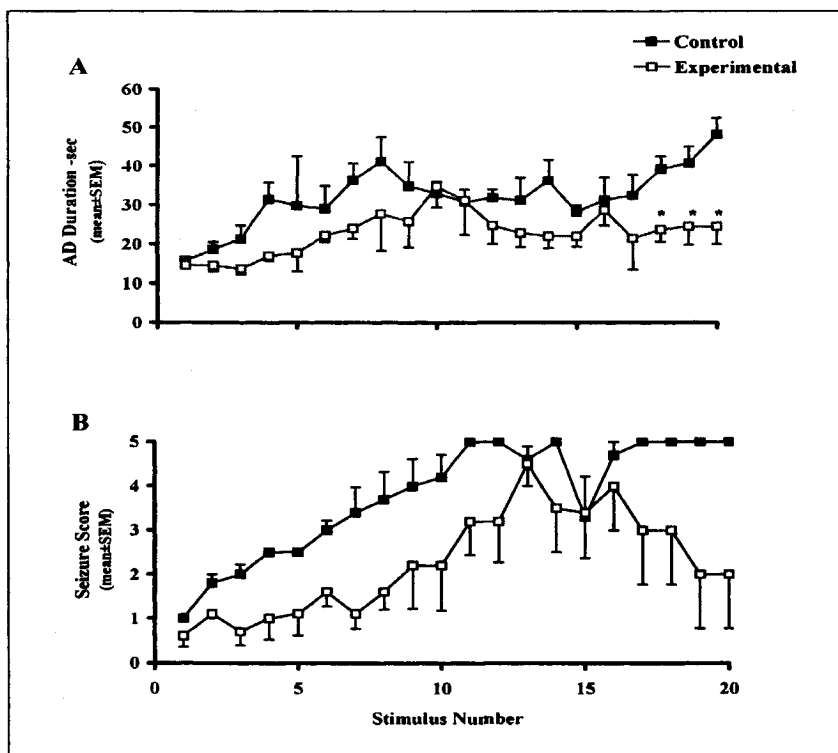 Control
Experimental
A
60
50
40
30
20
10
0
AD Duration -sec
(mean±SEM)
* * *
B
5
4
3
2
1
0
Seizure Score
(mean±SEM)
0 5 10 15 20
Stimulus Number